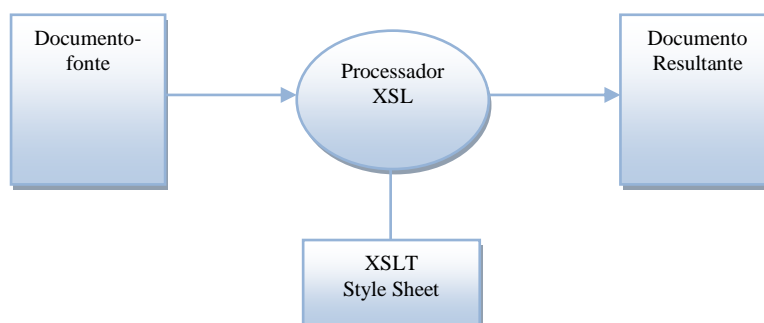 Documento-
fonte
Processador
XSL
Documento
Resultante
XSLT
Style Sheet